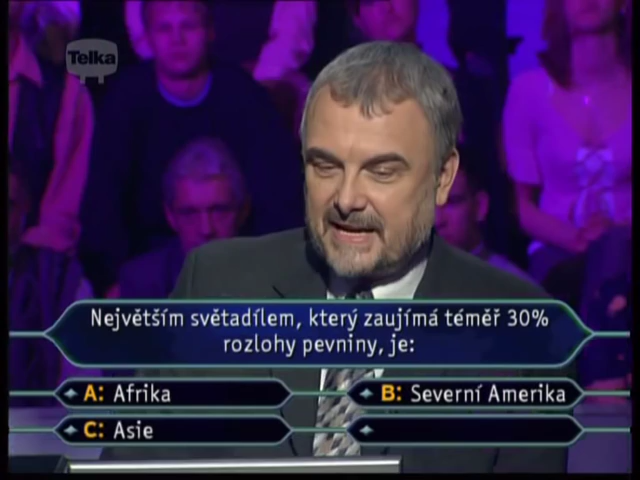 Telka
Největším světadílem, který zaujímá téměř 30%
rozlohy pevniny, je:
A: Afrika
B: Severní Amerika
C: Asie